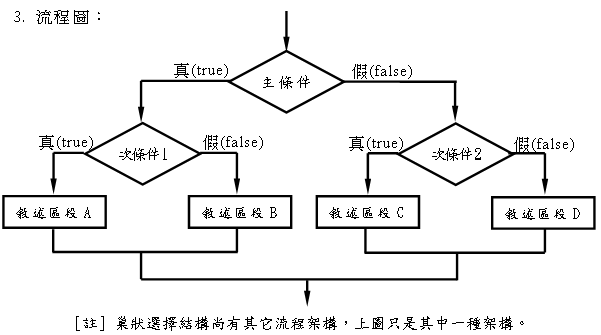 3. 流程圖：
真(true)
假(false)
主條件
真(true)
假(false)
真(true)
假(false)
次條件1
次條件2
敘述區段 A
敘述區段 B
敘述區段 C
敘述區段 D
[註] 巢狀選擇結構尚有其它流程架構，上圖只是其中一種架構。